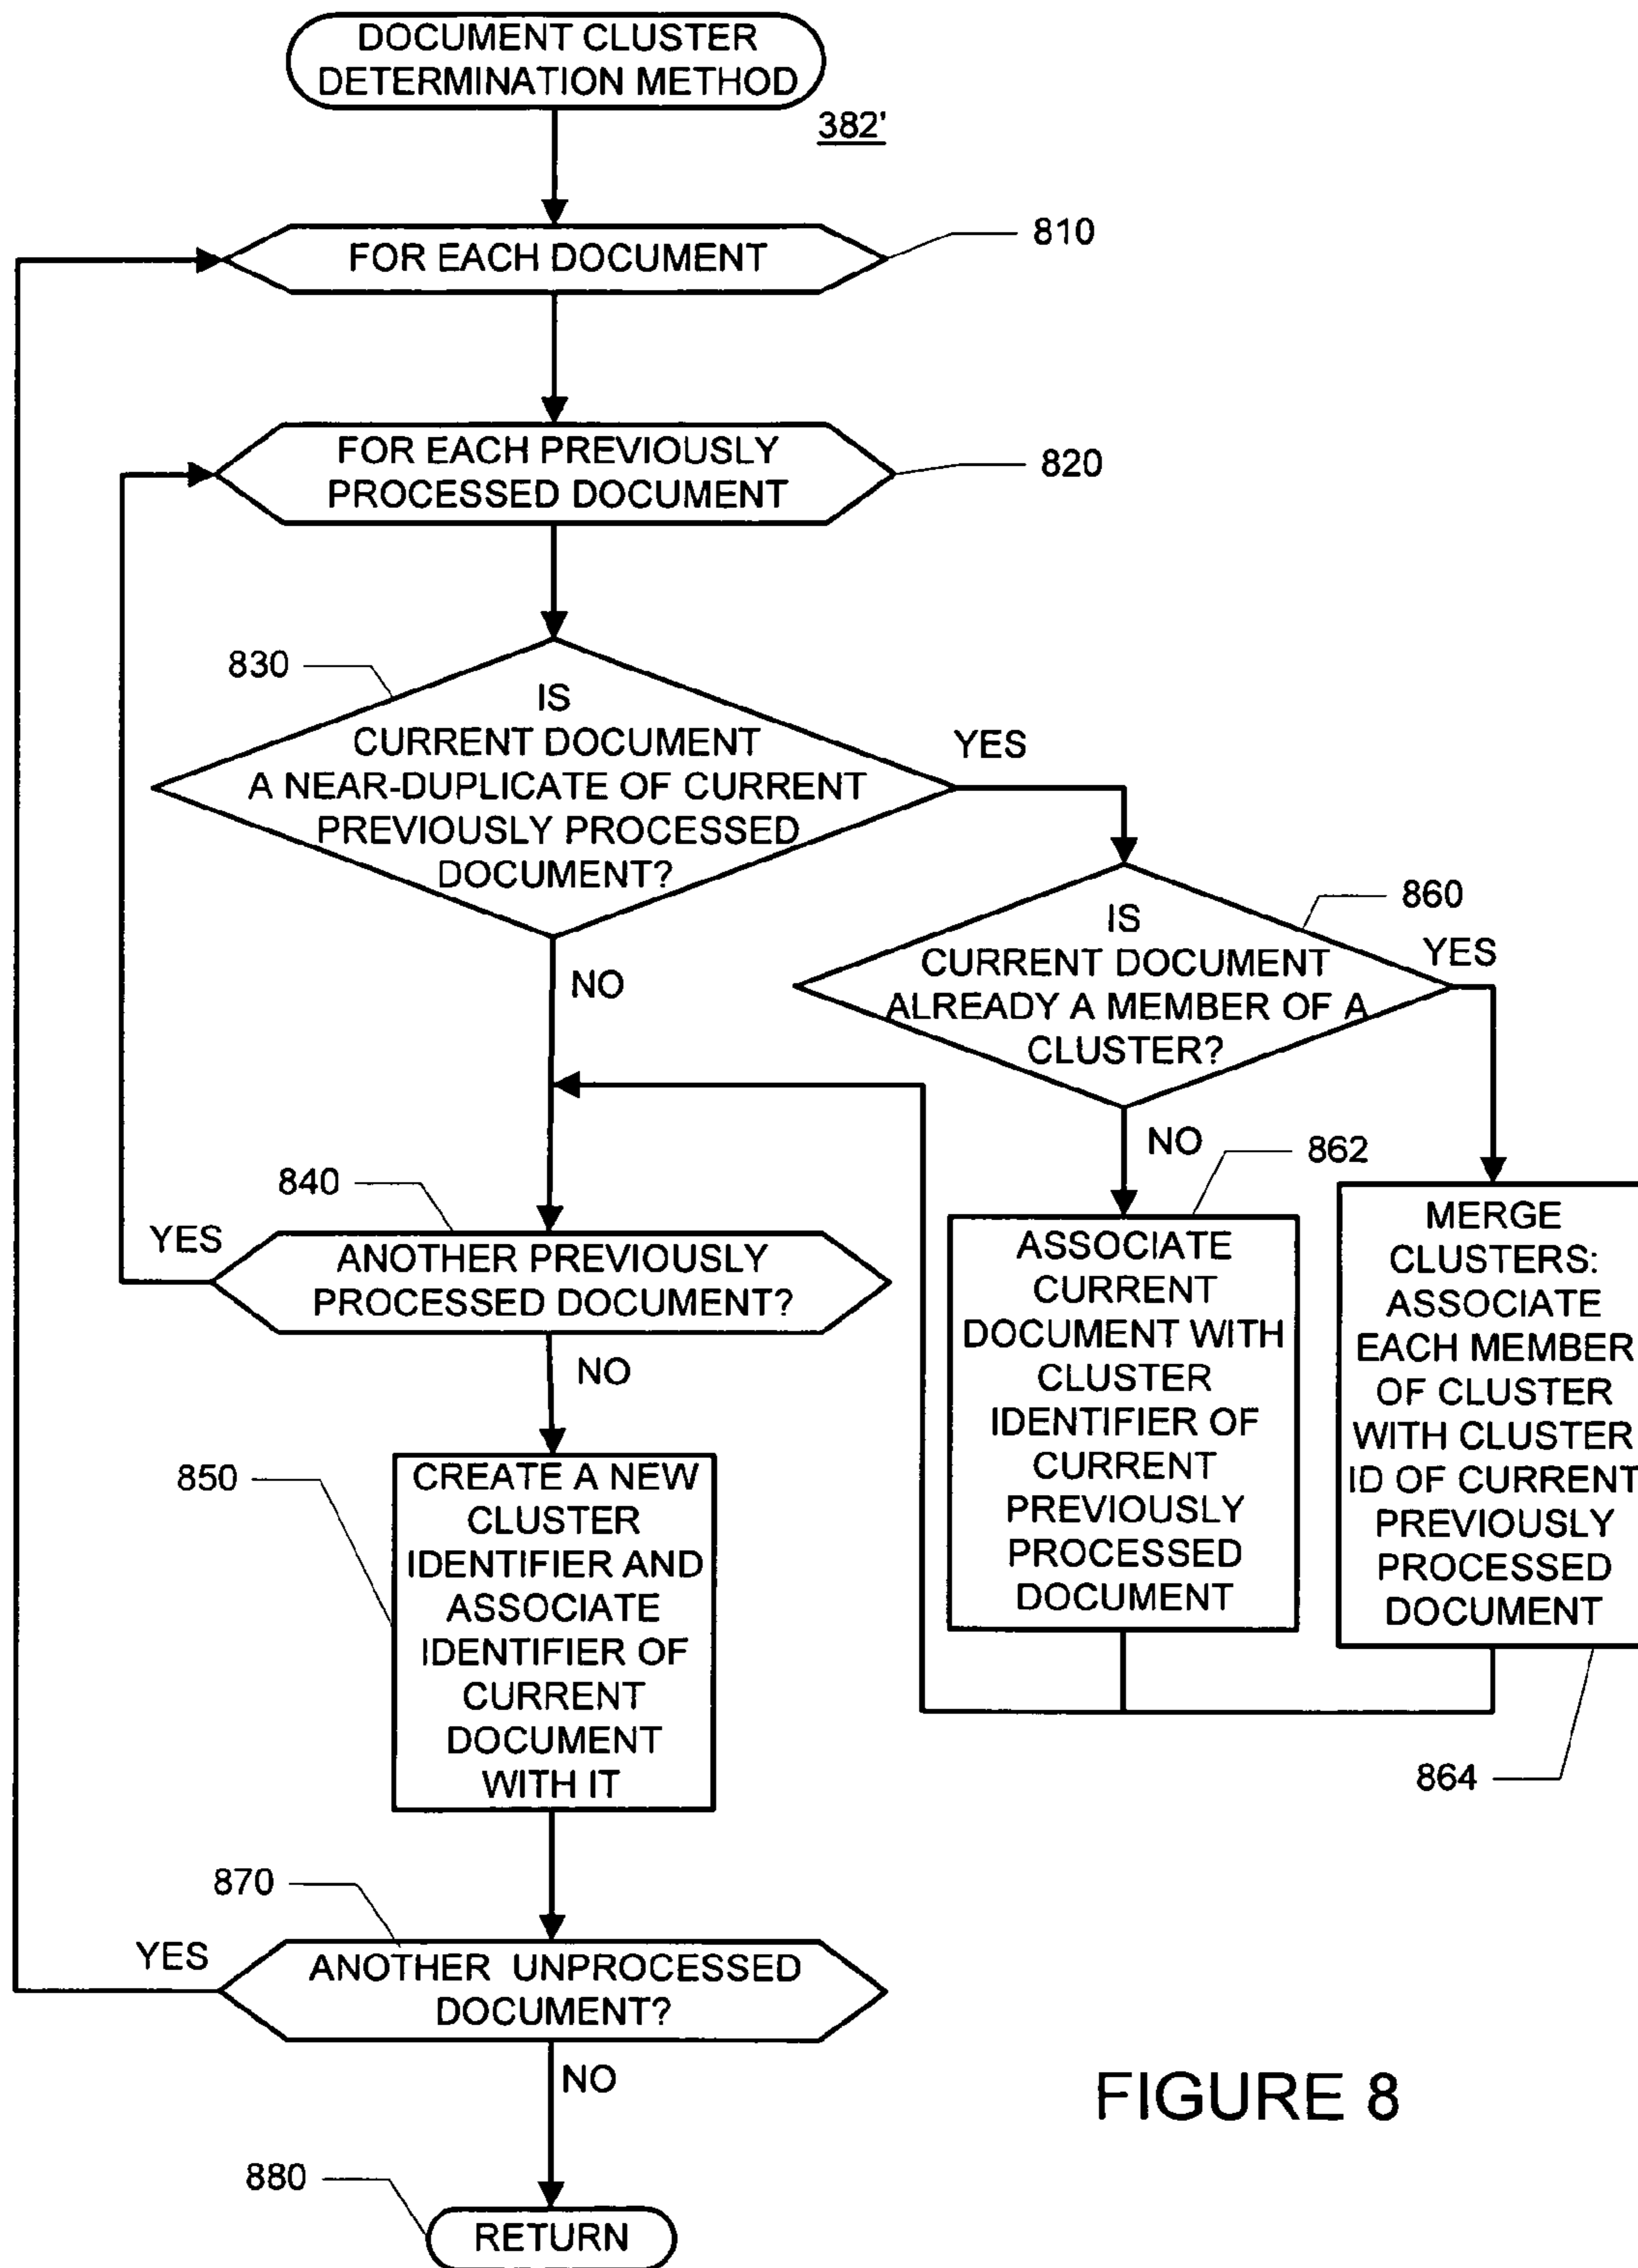 DOCUMENT CLUSTER
DETERMINATION METHOD
382'
FOR EACH DOCUMENT
810
FOR EACH PREVIOUSLY
PROCESSED DOCUMENT
820
830
IS
CURRENT DOCUMENT
A NEAR-DUPLICATE OF CURRENT
PREVIOUSLY PROCESSED
DOCUMENT?
YES
NO
860
IS
CURRENT DOCUMENT
ALREADY A MEMBER OF A
CLUSTER?
YES
NO
840
YES
ANOTHER PREVIOUSLY
PROCESSED DOCUMENT?
NO
862
ASSOCIATE
CURRENT
DOCUMENT WITH
CLUSTER
IDENTIFIER OF
CURRENT
PREVIOUSLY
PROCESSED
DOCUMENT
MERGE
CLUSTERS:
ASSOCIATE
EACH MEMBER
OF CLUSTER
WITH CLUSTER
ID OF CURRENT
PREVIOUSLY
PROCESSED
DOCUMENT
864
850
CREATE A NEW
CLUSTER
IDENTIFIER AND
ASSOCIATE
IDENTIFIER OF
CURRENT
DOCUMENT
WITH IT
870
YES
ANOTHER UNPROCESSED
DOCUMENT?
NO
880
RETURN
FIGURE 8